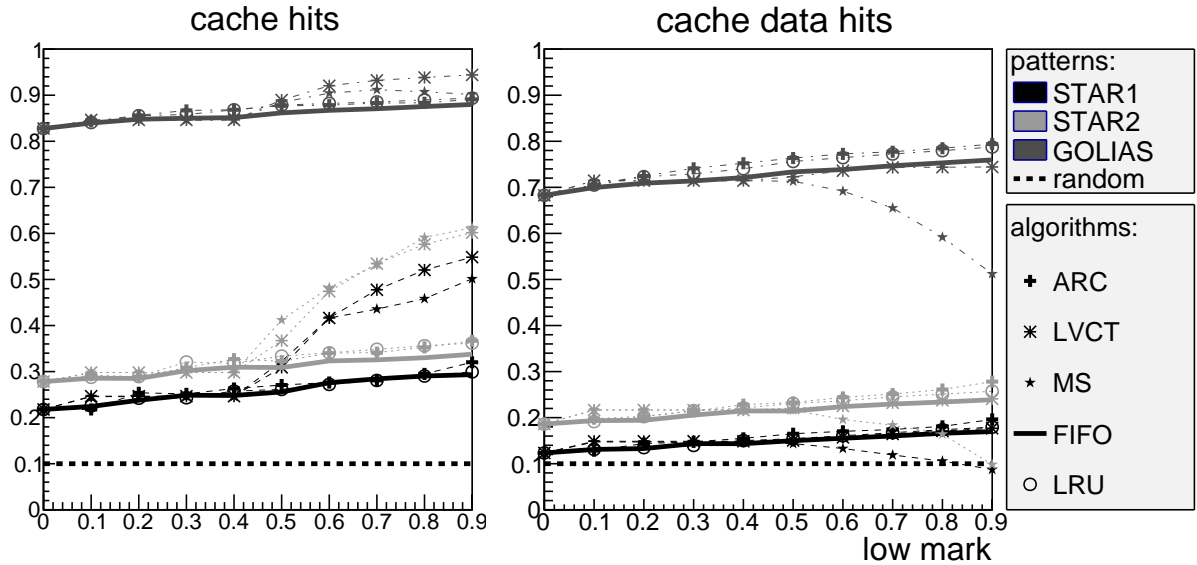 cache hits
1
0.9
0.8
0.7
0.6
0.5
0.4
0.3
0.2
0.1
0
0 0.1 0.2 0.3 0.4 0.5 0.6 0.7 0.8 0.9
cache data hits
1
0.9
0.8
0.7
0.6
0.5
0.4
0.3
0.2
0.1
0
0 0.1 0.2 0.3 0.4 0.5 0.6 0.7 0.8 0.9
low mark
patterns:
STAR1
STAR2
GOLIAS
random
algorithms:
ARC
LVCT
MS
FIFO
LRU